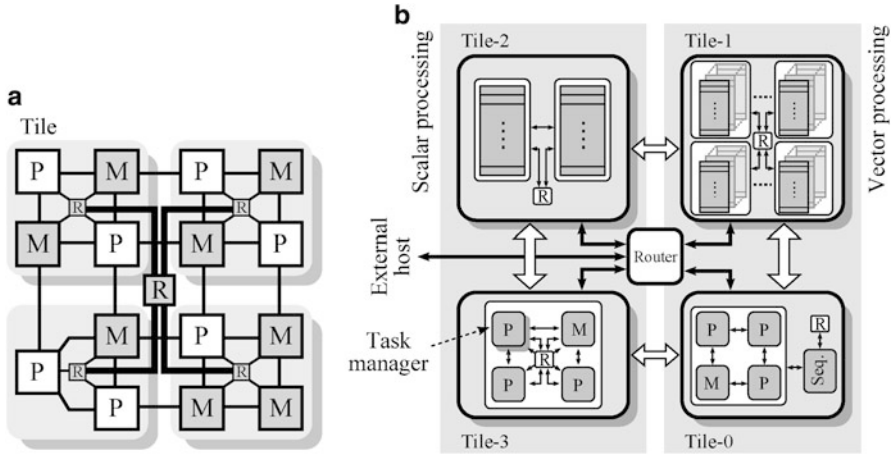 a
Tile
P
M
P
M
R
R
M
P
M
P
R
M
P
M
P
R
R
P
M
M
b
Scalar processing
Vector processing
Tile-2
Tile-1
R
R
External
host
Router
Task
manager
P
M
R
P
P
P
P
M
P
R
Seq.
Tile-3
Tile-0